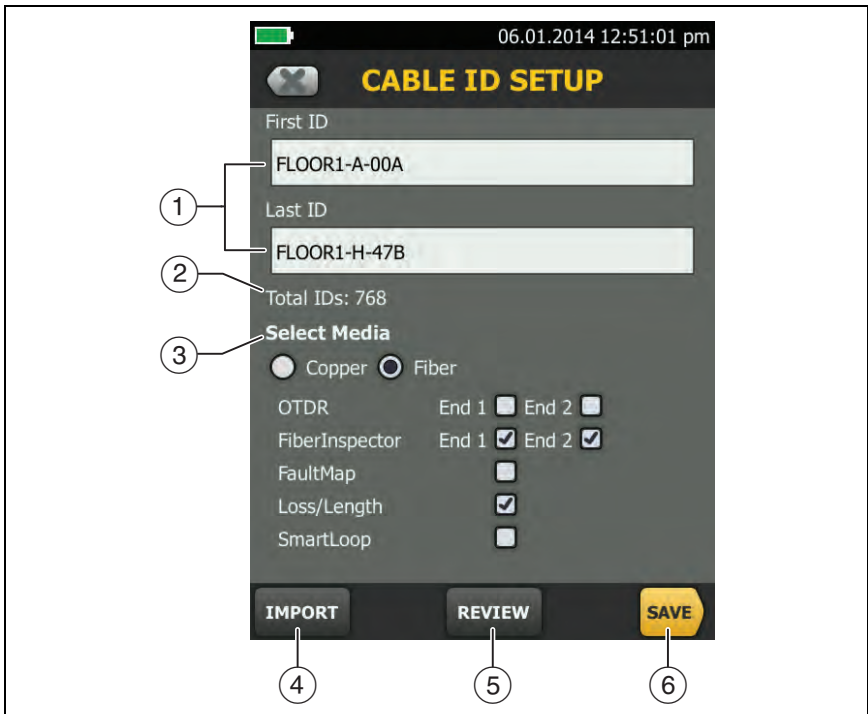 06.01.2014 12:51:01 pm
CABLE ID SETUP
First ID
FLOOR1-A-00A
1
Last ID
FLOOR1-H-47B
2
Total IDs: 768
Select Media
3
Copper Fiber
OTDR End 1 End 2
FiberInspector End 1 End 2
FaultMap
Loss/Length
SmartLoop
IMPORT REVIEW SAVE
4 5 6